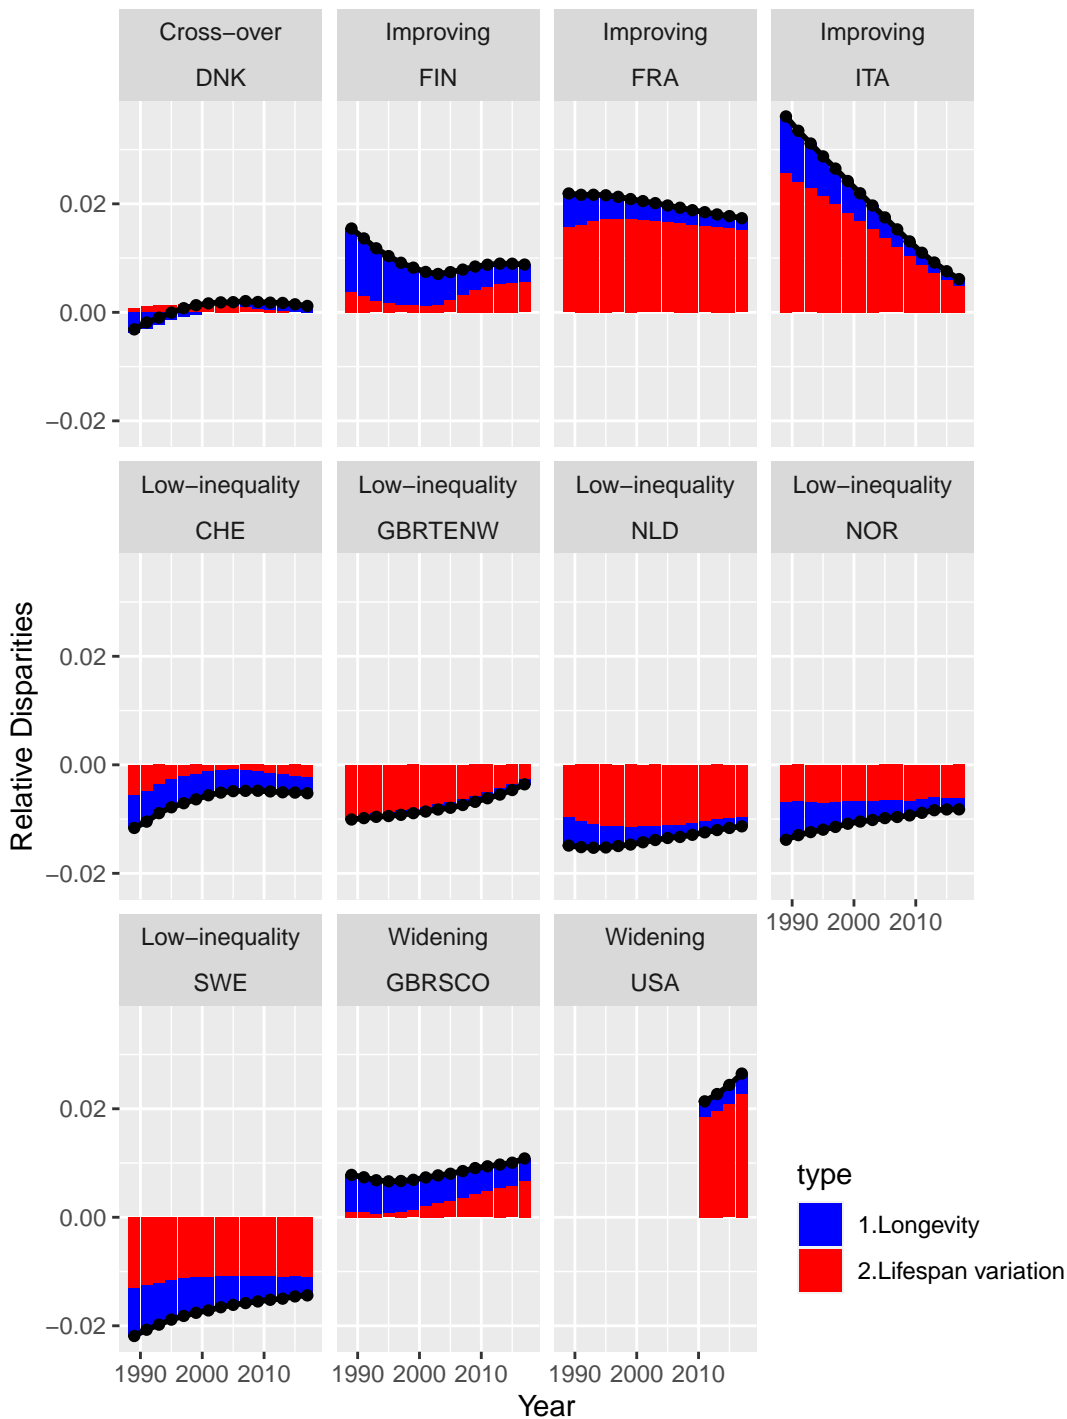 Cross−over Improving Improving Improving
DNK FIN FRA ITA
0.02
0.00
−0.02
Low−inequality Low−inequality Low−inequality Low−inequality
CHE GBRTENW NLD NOR
0.02
0.00
−0.02
1990 2000 2010
Low−inequality Widening Widening
SWE GBRSCO USA
0.02
0.00
−0.02
1990 2000 2010 1990 2000 2010 1990 2000 2010
Year
Relative Disparities
type
1.Longevity
2.Lifespan variation